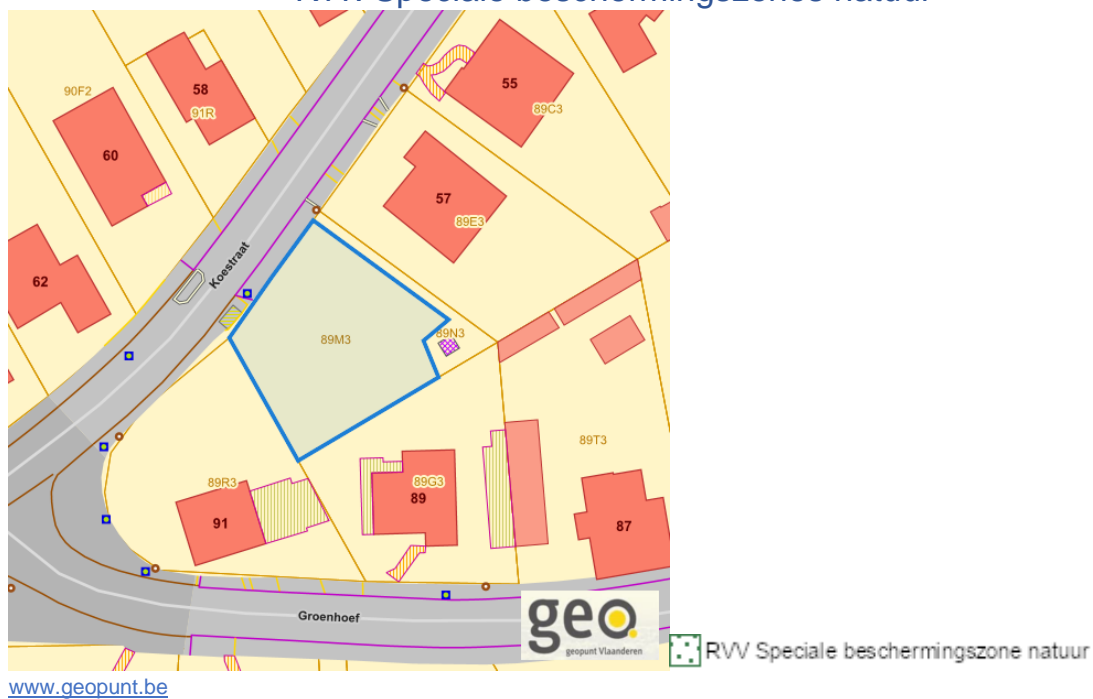 RVV Speciale beschermingszones natuur
90F2
58
91R
55
89C3
60
57
89E3
62
Koestraat
89M3
89N3
89T3
89R3
89G3
89
91
87
Groenhoef
geo.
geopunt Vlaanderen
RVV Speciale beschermingszone natuur
www.geopunt.be